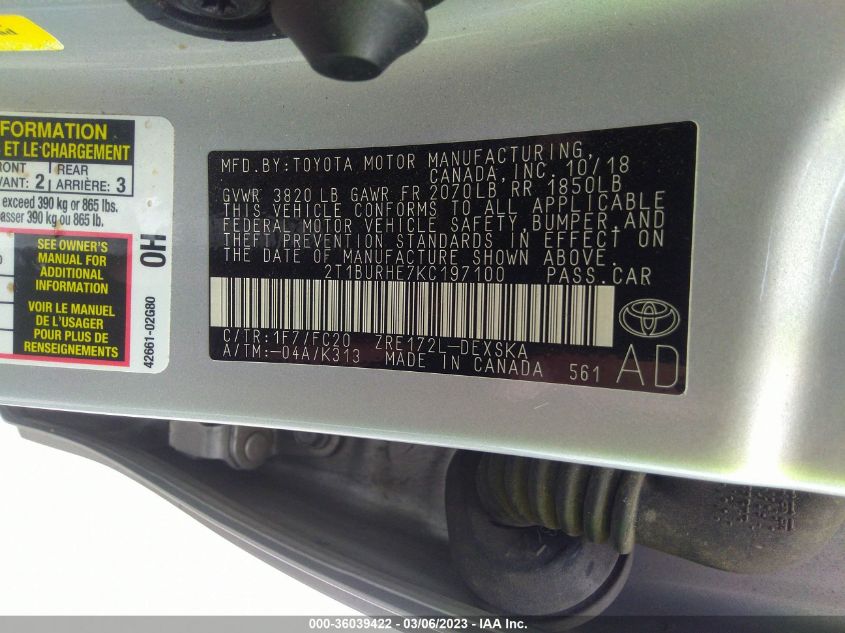 FORMATION
ET LE CHARGEMENT
RONT
VANT: 2
REAR
ARRIÈRE: 3
exceed 390 kg or 865 lbs.
asser 390 kg ou 865 lb.
SEE OWNER'S
MANUAL FOR
ADDITIONAL
INFORMATION
VOIR LE MANUEL
DE L'USAGER
POUR PLUS DE
RENSEIGNEMENTS
OH
42661-02G80
MFD.BY:TOYOTA MOTOR MANUFACTURING,
CANADA, INC. 10/18
GVWR 3820 LB GAWR FR 2070LB RR 1850LB
THIS VEHICLE CONFORMS TO ALL APPLICABLE
FEDERAL MOTOR VEHICLE SAFETY,BUMPER,AND
THEFT PREVENTION STANDARDS IN EFFECT ON
THE DATE OF MANUFACTURE SHOWN ABOVE.
2T1BURHE7KC197100 PASS.CAR
C/TR:1F7/FC20 ZRE172L-DEXSKA
A/TM:-04A/K313 MADE IN CANADA 561
AD
000-36039422 - 03/06/2023 - IAA Inc.